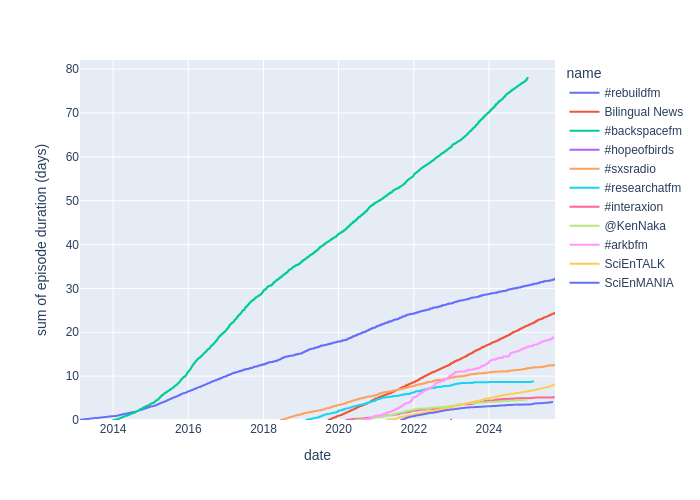 sum of episode duration (days)
80
70
60
50
40
30
20
10
0
2014 2016 2018 2020 2022 2024
date
name
#rebuildfm
Bilingual News
#backspacefm
#hopeofbirds
#sxsradio
#researchatfm
#interaxion
@KenNaka
#arkbfm
SciEnTALK
SciEnMANIA